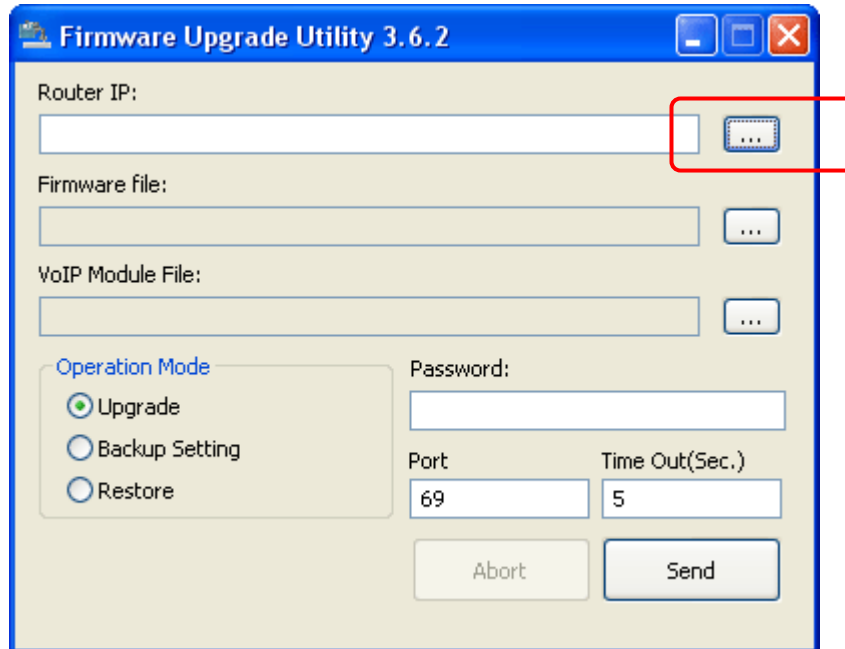 Firmware Upgrade Utility 3.6.2
Router IP:
...
Firmware file:
...
VoIP Module File:
...
Operation Mode
Upgrade
Backup Setting
Restore
Password:
Port
Time Out(Sec.)
69
5
Abort
Send